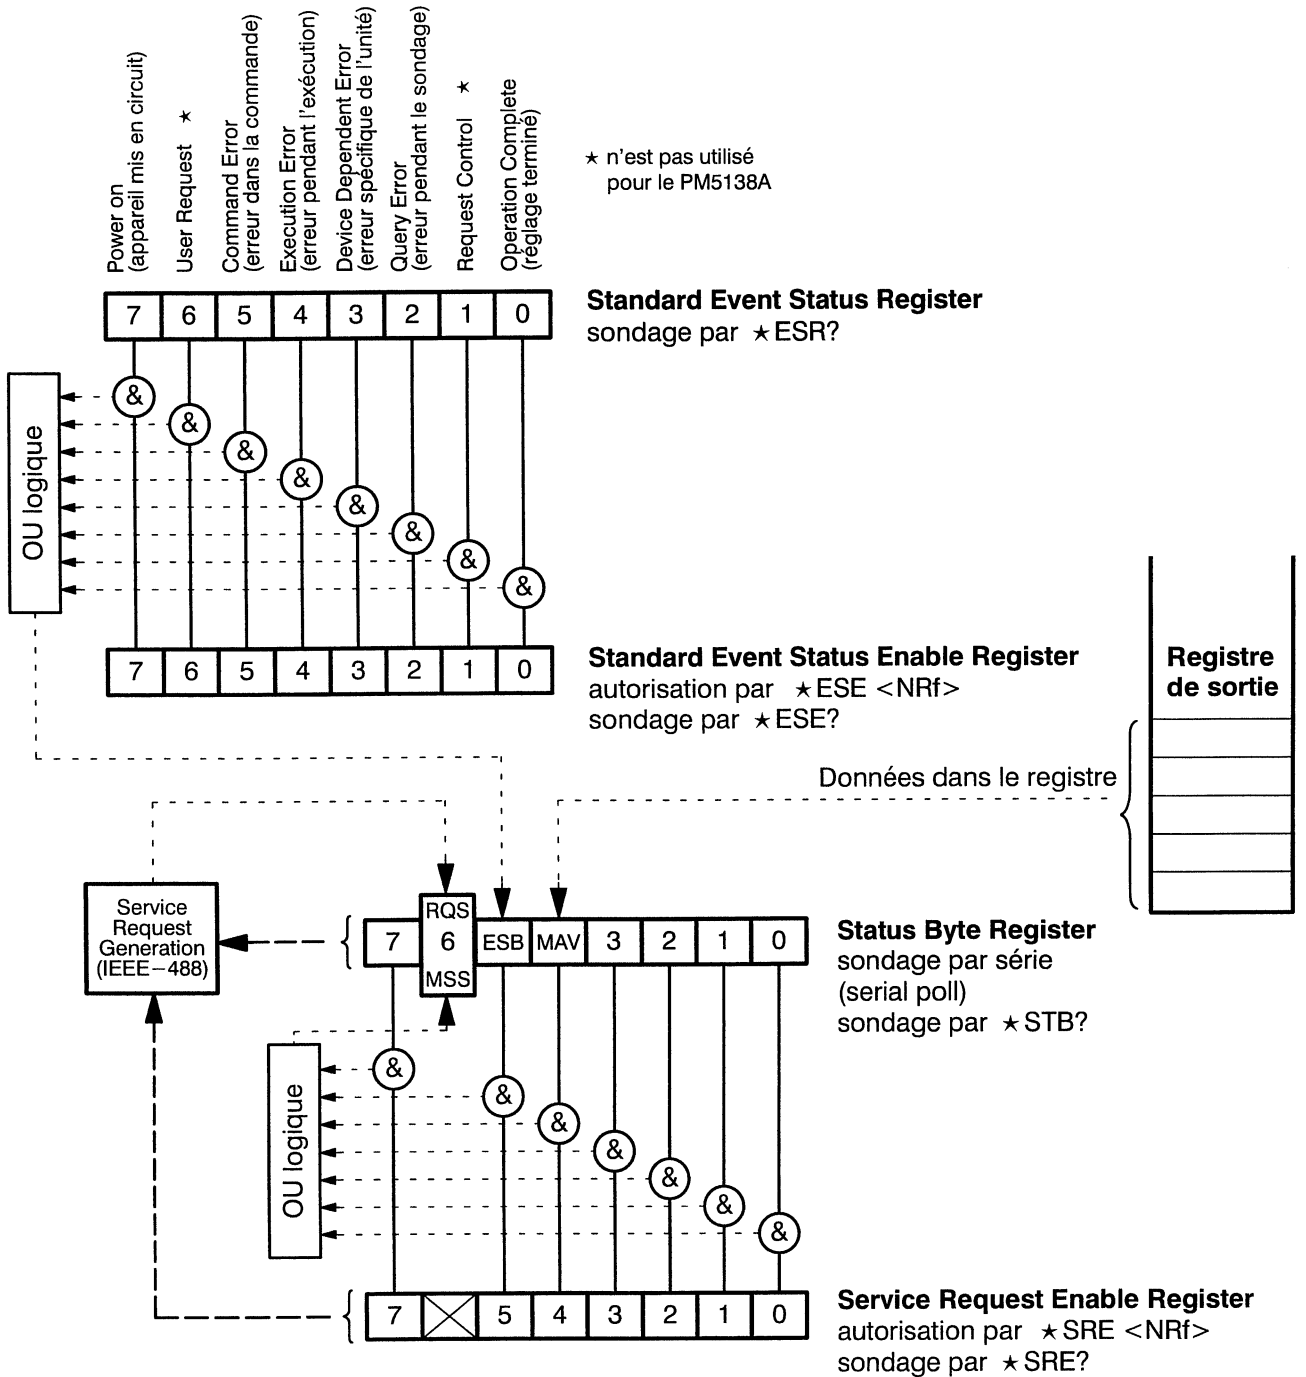 Power on
(appareil mis en circuit)
User Request ★
Command Error
(erreur dans la commande)
Execution Error
(erreur pendant l'exécution)
Device Dependent Error
(erreur spécifique de l'unité)
Query Error
(erreur pendant le sondage)
Request Control ★
Operation Complete
(réglage terminé)
★ n'est pas utilisé
pour le PM5138A
7 6 5 4 3 2 1 0
Standard Event Status Register
sondage par ★ESR?
OU logique
&
&
&
&
&
&
&
&
7 6 5 4 3 2 1 0
Standard Event Status Enable Register
autorisation par ★ESE <NRf>
sondage par ★ESE?
Registre
de sortie
Données dans le registre
Service
Request
Generation
(IEEE-488)
RQS
7 6 ESB MAV 3 2 1 0
MSS
Status Byte Register
sondage par série
(serial poll)
sondage par ★STB?
OU logique
&
&
&
&
&
&
&
7 5 4 3 2 1 0
Service Request Enable Register
autorisation par ★SRE <NRf>
sondage par ★SRE?